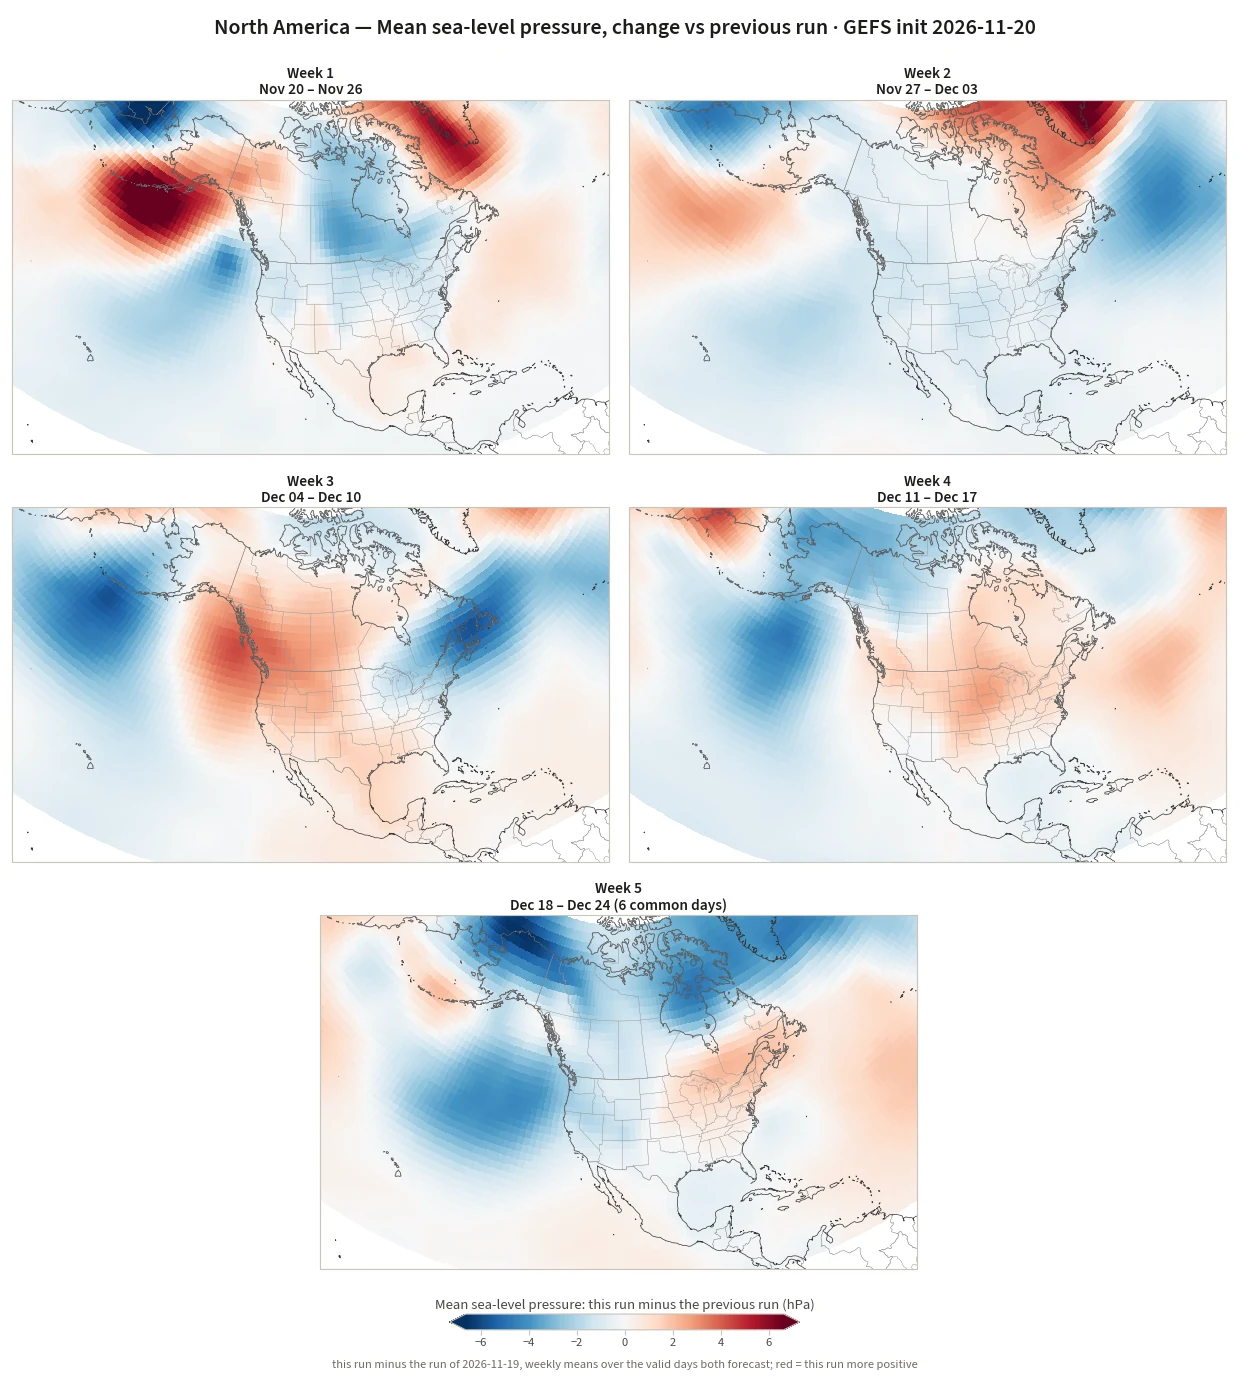 North America — Mean sea-level pressure, change vs previous run · GEFS init 2026-11-20
Week 1
Nov 20 – Nov 26
Week 2
Nov 27 – Dec 03
Week 3
Dec 04 – Dec 10
Week 4
Dec 11 – Dec 17
Week 5
Dec 18 – Dec 24 (6 common days)
Mean sea-level pressure: this run minus the previous run (hPa)
−6 −4 −2 0 2 4 6
this run minus the run of 2026-11-19, weekly means over the valid days both forecast; red = this run more positive